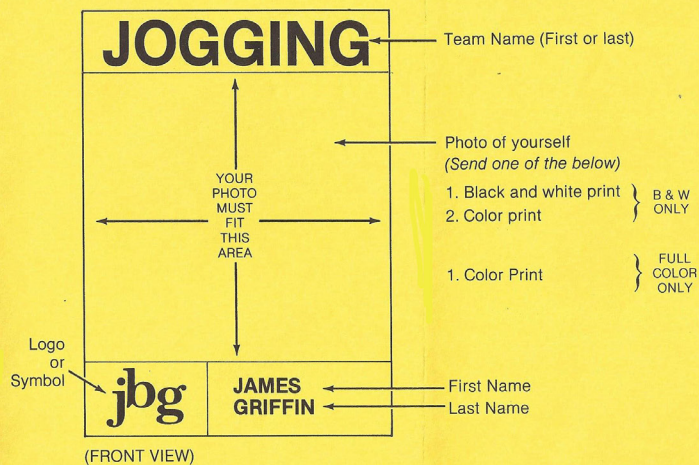 JOGGING
Team Name (First or last)
YOUR
PHOTO
MUST
FIT
THIS
AREA
Photo of yourself
(Send one of the below)
1. Black and white print
2. Color print
B & W
ONLY
1. Color Print
FULL
COLOR
ONLY
Logo
or
Symbol
jbg
JAMES
GRIFFIN
First Name
Last Name
(FRONT VIEW)